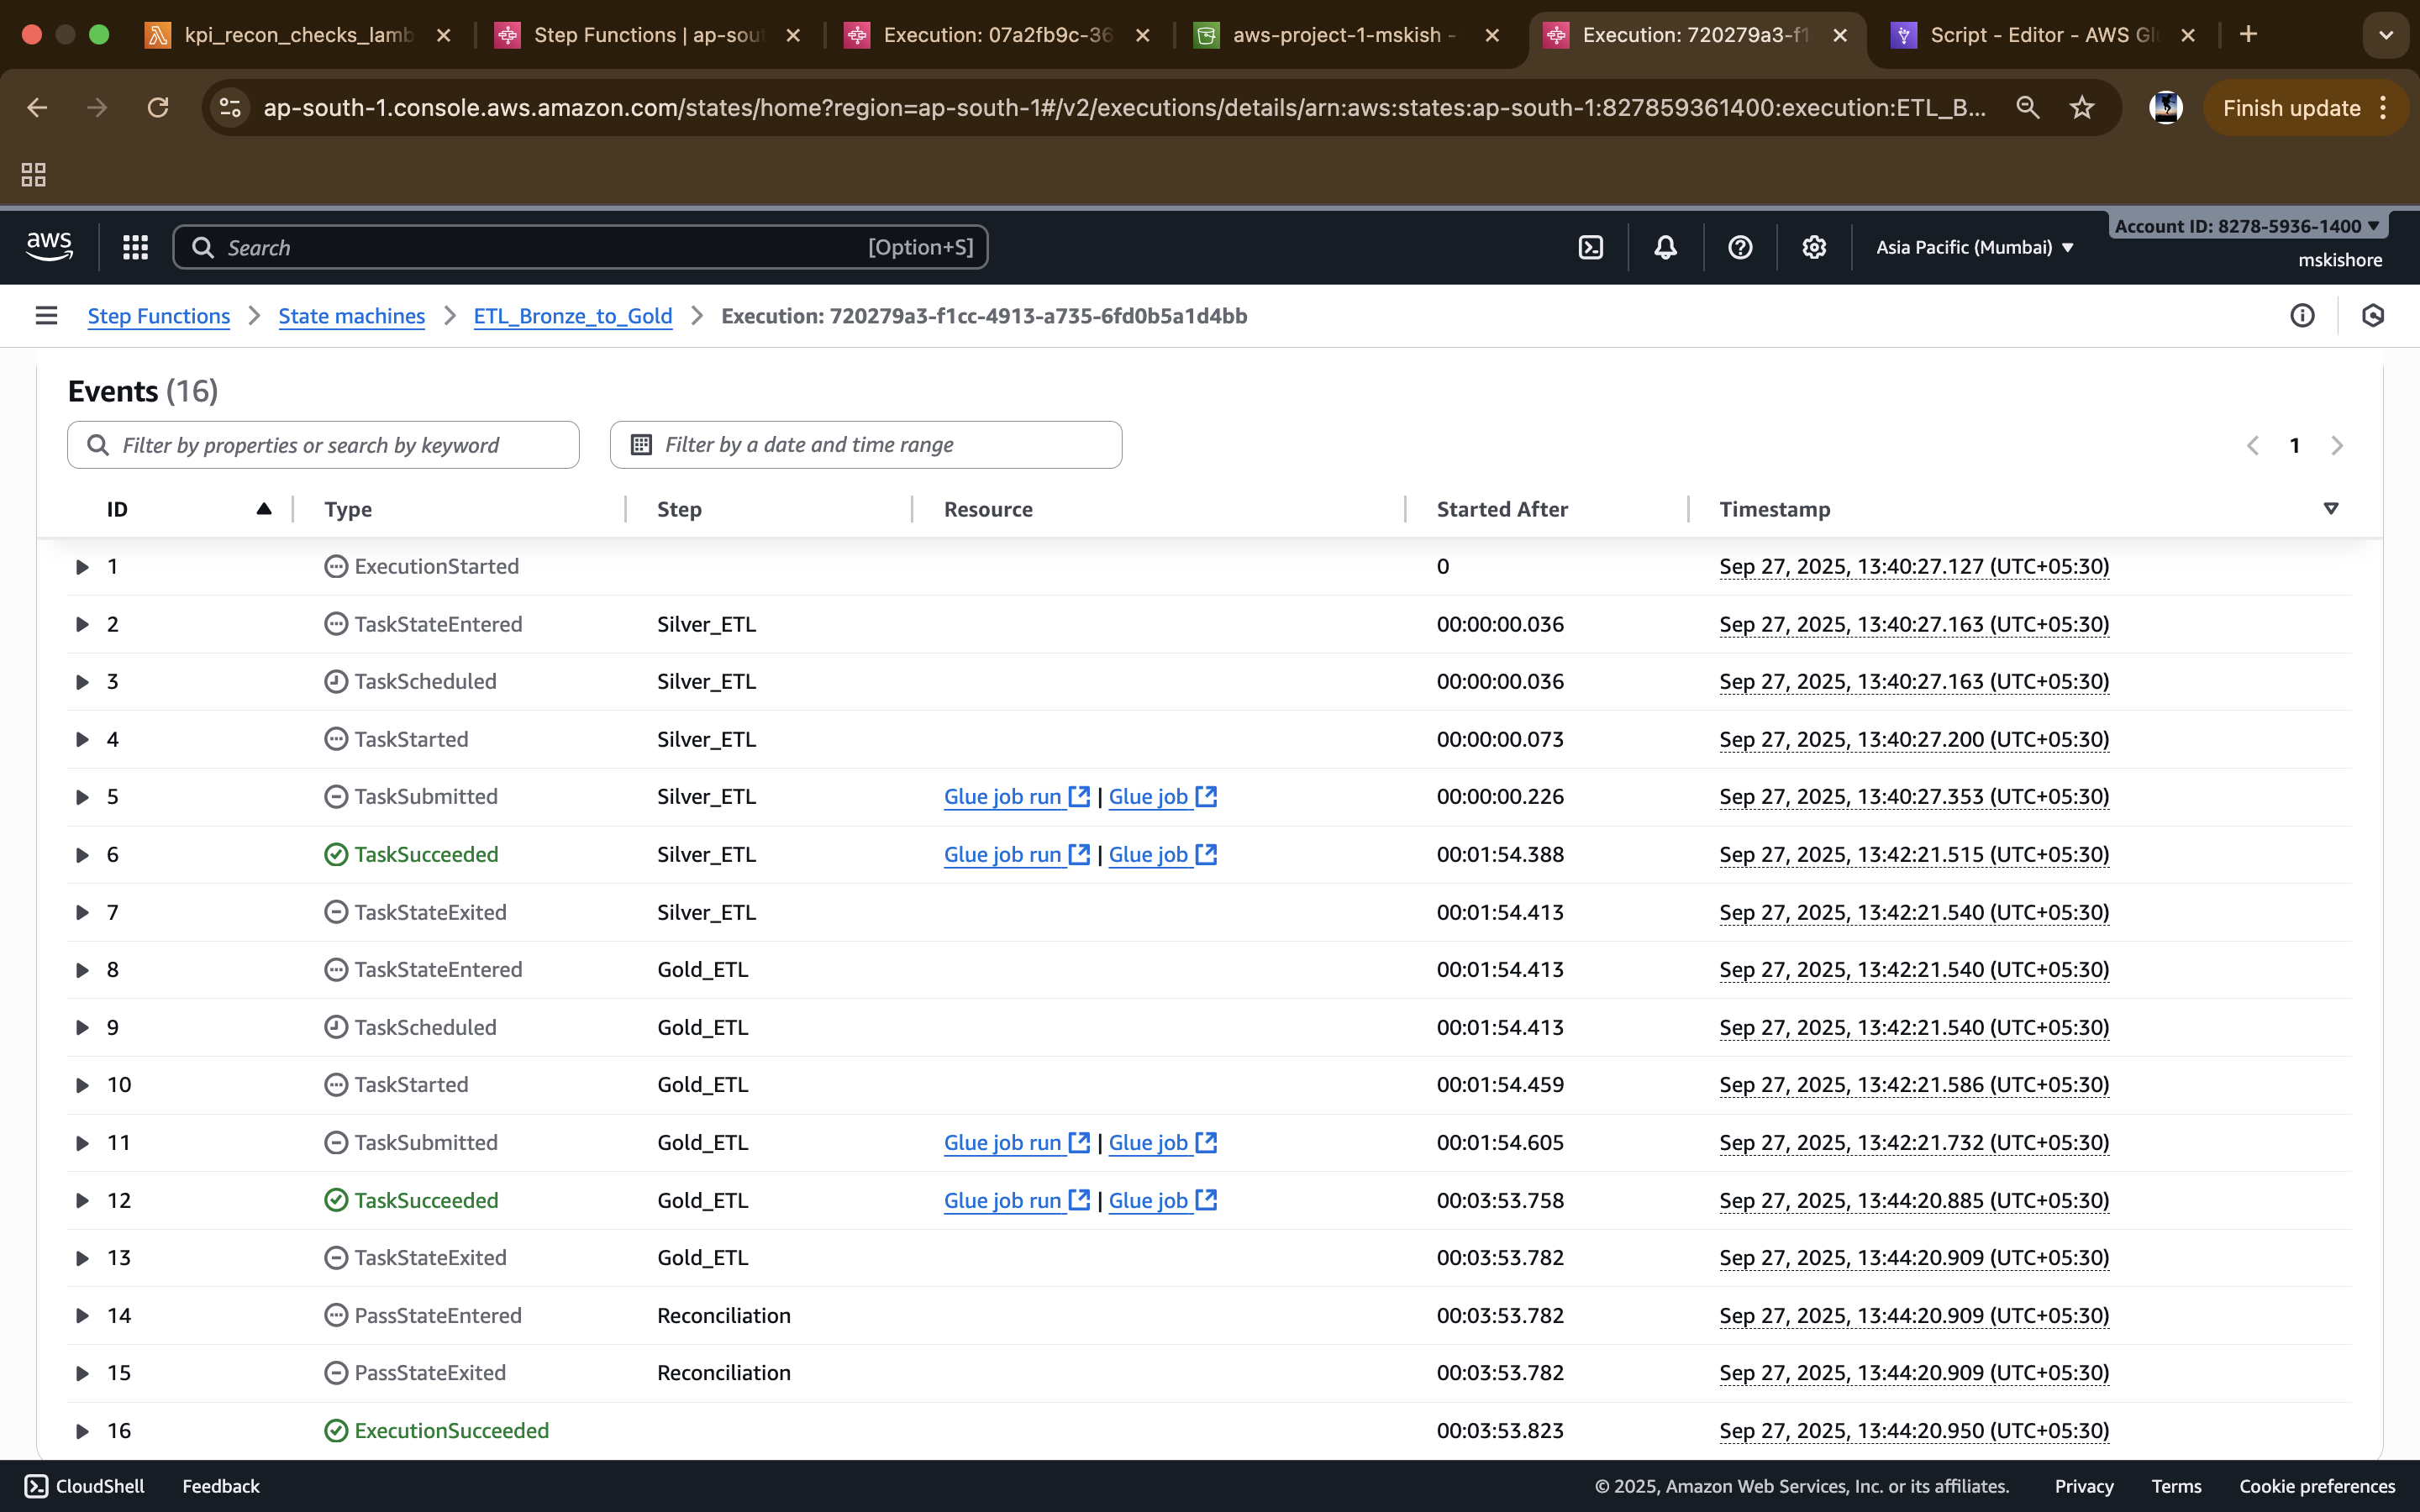 kpi_recon_checks_lamb
Step Functions | ap-sout
Execution: 07a2fb9c-36
aws-project-1-mskish -
Execution: 720279a3-f1
Script - Editor - AWS Gl
ap-south-1.console.aws.amazon.com/states/home?region=ap-south-1#/v2/executions/details/arn:aws:states:ap-south-1:827859361400:execution:ETL_B...
Finish update
aws
Search
[Option+S]
Asia Pacific (Mumbai)
Account ID: 8278-5936-1400
mskishore
Step Functions > State machines > ETL_Bronze_to_Gold > Execution: 720279a3-f1cc-4913-a735-6fd0b5a1d4bb
Events (16)
Filter by properties or search by keyword
Filter by a date and time range
1
ID Type Step Resource Started After Timestamp
1 ExecutionStarted 0 Sep 27, 2025, 13:40:27.127 (UTC+05:30)
2 TaskStateEntered Silver_ETL 00:00:00.036 Sep 27, 2025, 13:40:27.163 (UTC+05:30)
3 TaskScheduled Silver_ETL 00:00:00.036 Sep 27, 2025, 13:40:27.163 (UTC+05:30)
4 TaskStarted Silver_ETL 00:00:00.073 Sep 27, 2025, 13:40:27.200 (UTC+05:30)
5 TaskSubmitted Silver_ETL Glue job run | Glue job 00:00:00.226 Sep 27, 2025, 13:40:27.353 (UTC+05:30)
6 TaskSucceeded Silver_ETL Glue job run | Glue job 00:01:54.388 Sep 27, 2025, 13:42:21.515 (UTC+05:30)
7 TaskStateExited Silver_ETL 00:01:54.413 Sep 27, 2025, 13:42:21.540 (UTC+05:30)
8 TaskStateEntered Gold_ETL 00:01:54.413 Sep 27, 2025, 13:42:21.540 (UTC+05:30)
9 TaskScheduled Gold_ETL 00:01:54.413 Sep 27, 2025, 13:42:21.540 (UTC+05:30)
10 TaskStarted Gold_ETL 00:01:54.459 Sep 27, 2025, 13:42:21.586 (UTC+05:30)
11 TaskSubmitted Gold_ETL Glue job run | Glue job 00:01:54.605 Sep 27, 2025, 13:42:21.732 (UTC+05:30)
12 TaskSucceeded Gold_ETL Glue job run | Glue job 00:03:53.758 Sep 27, 2025, 13:44:20.885 (UTC+05:30)
13 TaskStateExited Gold_ETL 00:03:53.782 Sep 27, 2025, 13:44:20.909 (UTC+05:30)
14 PassStateEntered Reconciliation 00:03:53.782 Sep 27, 2025, 13:44:20.909 (UTC+05:30)
15 PassStateExited Reconciliation 00:03:53.782 Sep 27, 2025, 13:44:20.909 (UTC+05:30)
16 ExecutionSucceeded 00:03:53.823 Sep 27, 2025, 13:44:20.950 (UTC+05:30)
CloudShell Feedback © 2025, Amazon Web Services, Inc. or its affiliates. Privacy Terms Cookie preferences